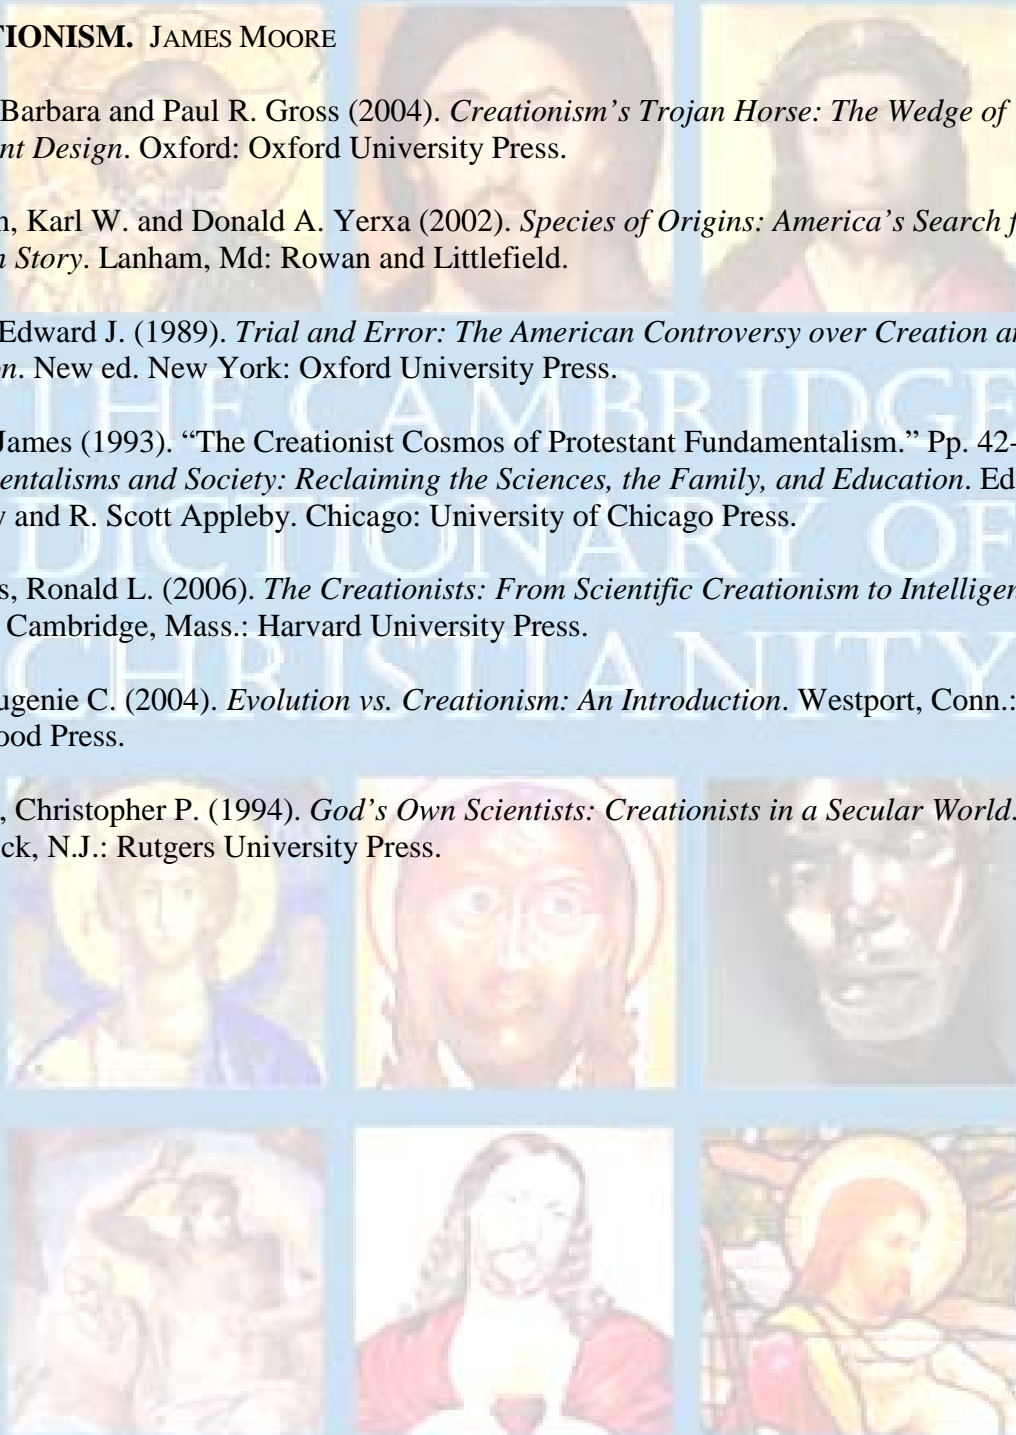 TIONISM. JAMES MOORE
Barbara and Paul R. Gross (2004). Creationism’s Trojan Horse: The Wedge of
nt Design. Oxford: Oxford University Press.
n, Karl W. and Donald A. Yerxa (2002). Species of Origins: America’s Search f
n Story. Lanham, Md: Rowan and Littlefield.
Edward J. (1989). Trial and Error: The American Controversy over Creation a
on. New ed. New York: Oxford University Press.
James (1993). “The Creationist Cosmos of Protestant Fundamentalism.” Pp. 42-
entalisms and Society: Reclaiming the Sciences, the Family, and Education. Ed
y and R. Scott Appleby. Chicago: University of Chicago Press.
s, Ronald L. (2006). The Creationists: From Scientific Creationism to Intelligen
Cambridge, Mass.: Harvard University Press.
ugenie C. (2004). Evolution vs. Creationism: An Introduction. Westport, Conn.:
ood Press.
, Christopher P. (1994). God’s Own Scientists: Creationists in a Secular World.
ck, N.J.: Rutgers University Press.
THE CAMBRIDGE
DICTIONARY OF
CHRISTIANITY